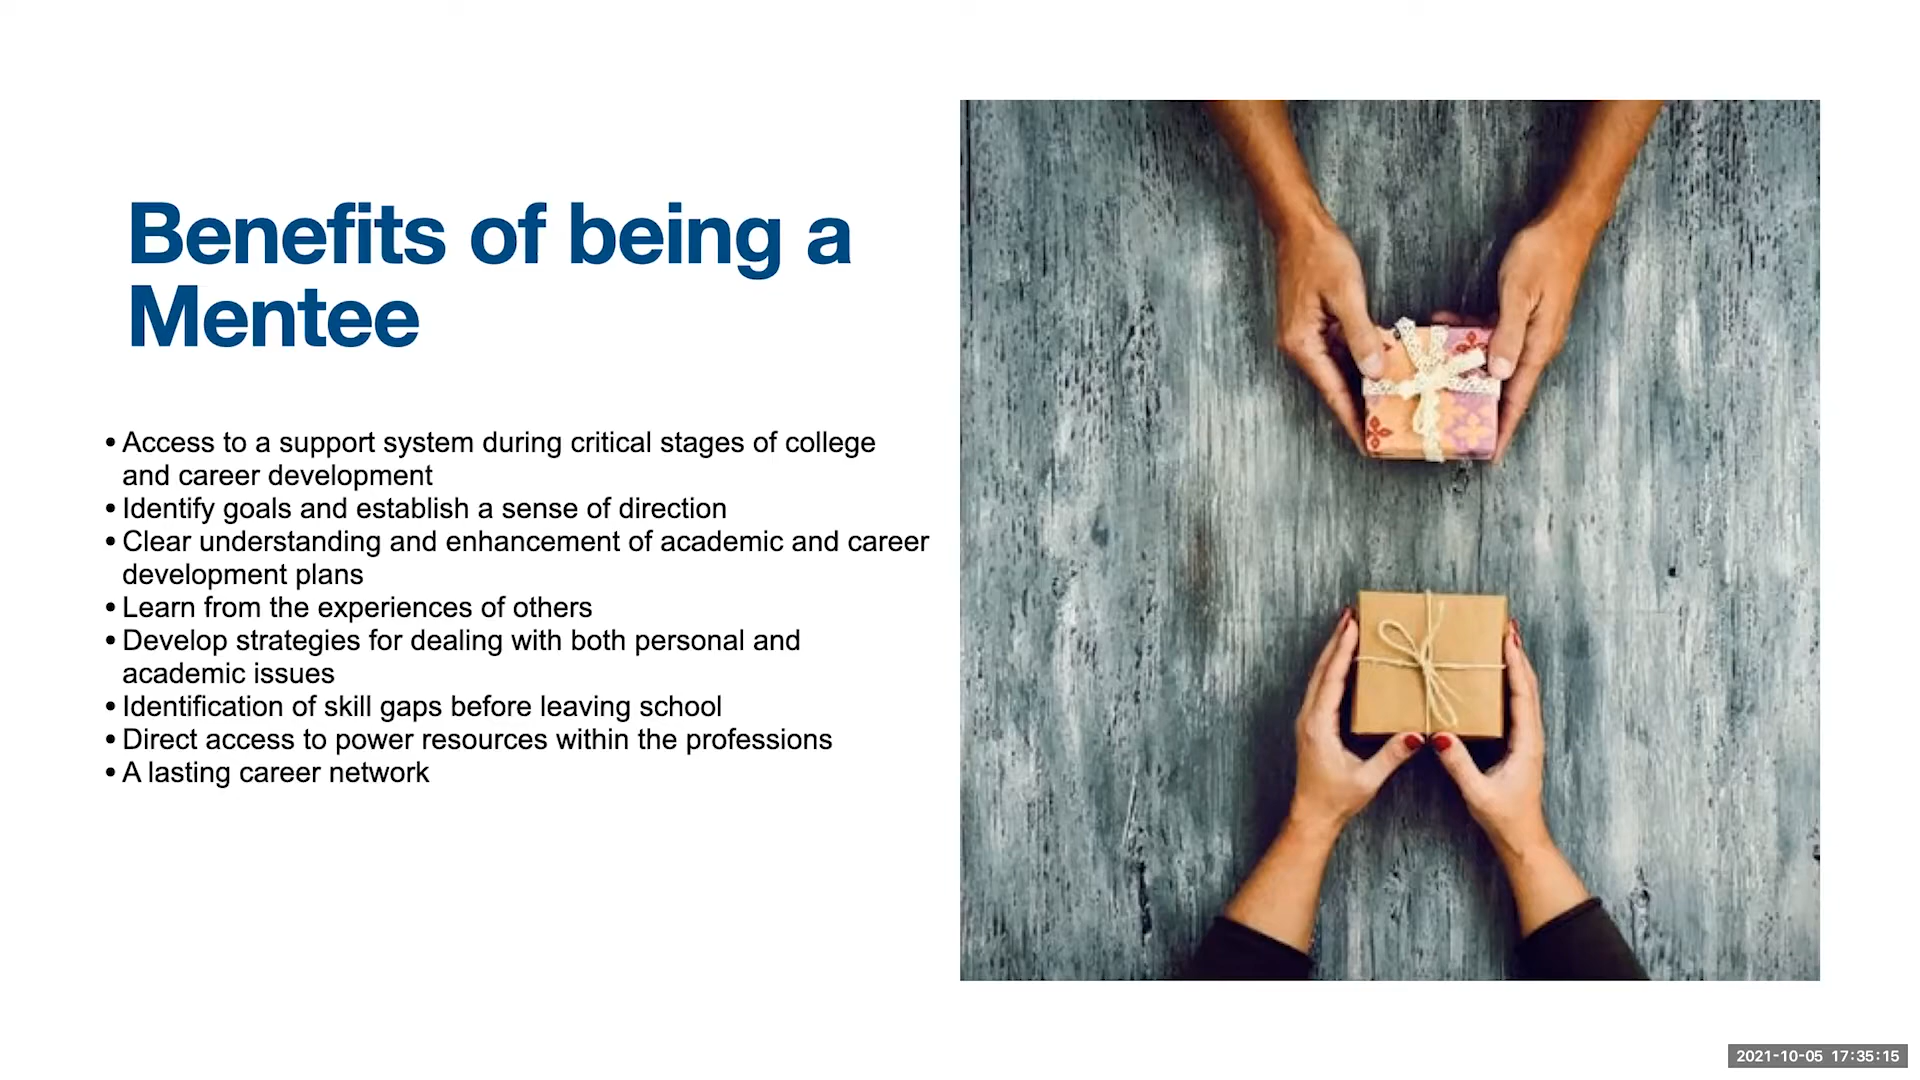 Benefits of being a
Mentee
• Access to a support system during critical stages of college
and career development
• Identify goals and establish a sense of direction
• Clear understanding and enhancement of academic and career
development plans
• Learn from the experiences of others
• Develop strategies for dealing with both personal and
academic issues
• Identification of skill gaps before leaving school
• Direct access to power resources within the professions
• A lasting career network
2021-10-05 17:35:15